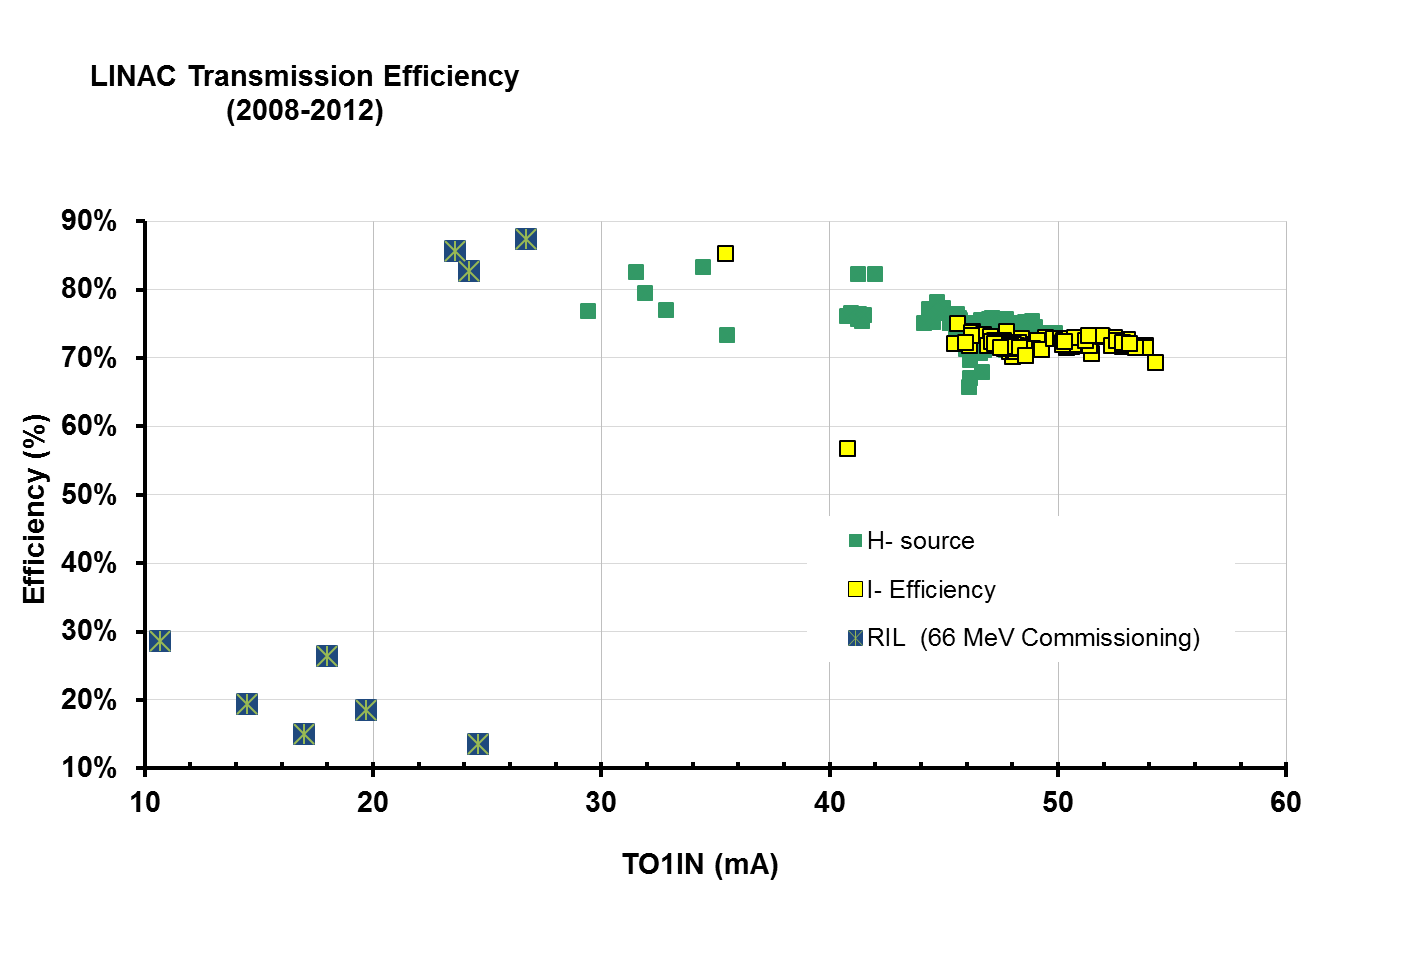 LINAC Transmission Efficiency
(2008-2012)
90%
80%
70%
60%
50%
40%
30%
20%
10%
Efficiency (%)
H- source
I- Efficiency
RIL (66 MeV Commissioning)
10 20 30 40 50 60
TO1IN (mA)